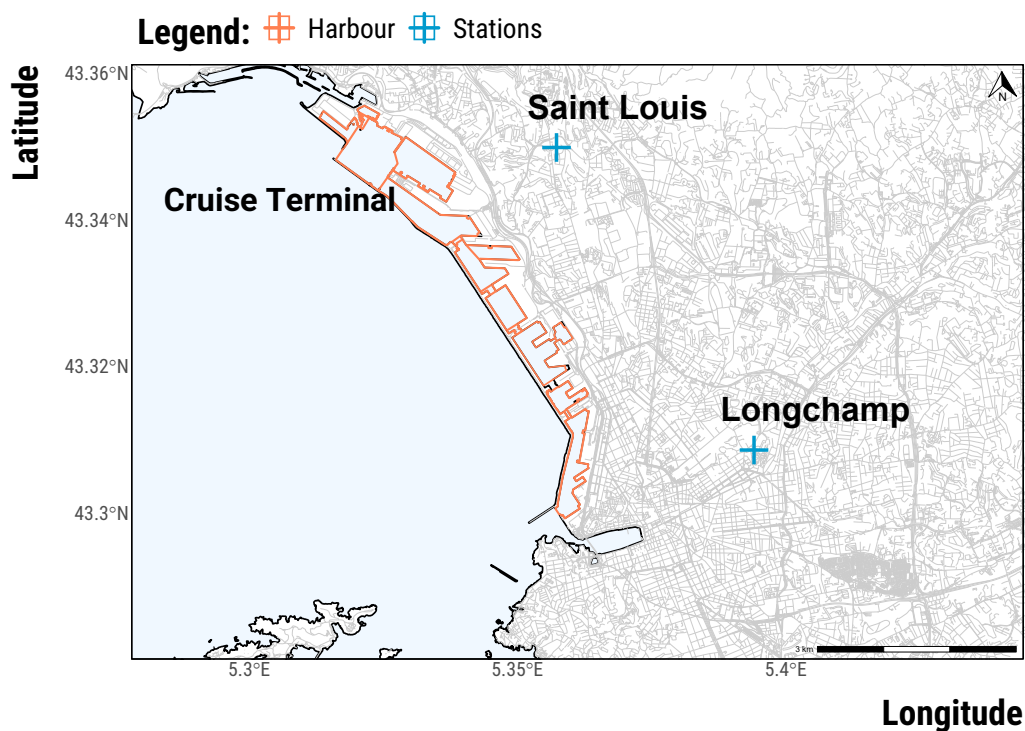 Legend: Harbour Stations
Latitude
43.36°N
N
Saint Louis
Cruise Terminal
43.34°N
43.32°N
Longchamp
43.3°N
3 km
5.3°E 5.35°E 5.4°E
Longitude